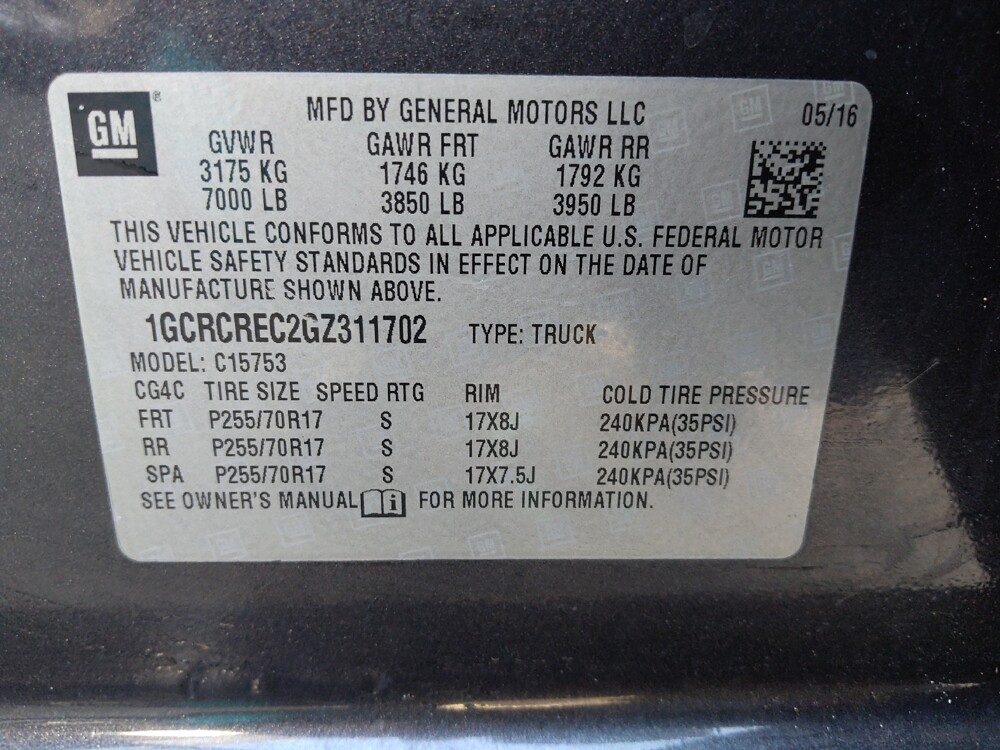 GM ®
MFD BY GENERAL MOTORS LLC 05/16
GVWR GAWR FRT GAWR RR
3175 KG 1746 KG 1792 KG
7000 LB 3850 LB 3950 LB
THIS VEHICLE CONFORMS TO ALL APPLICABLE U.S. FEDERAL MOTOR
VEHICLE SAFETY STANDARDS IN EFFECT ON THE DATE OF
MANUFACTURE SHOWN ABOVE.
1GCRCREC2GZ311702 TYPE: TRUCK
MODEL: C15753
CG4C TIRE SIZE SPEED RTG RIM COLD TIRE PRESSURE
FRT P255/70R17 S 17X8J 240KPA(35PSI)
RR P255/70R17 S 17X8J 240KPA(35PSI)
SPA P255/70R17 S 17X7.5J 240KPA(35PSI)
SEE OWNER'S MANUAL i FOR MORE INFORMATION.